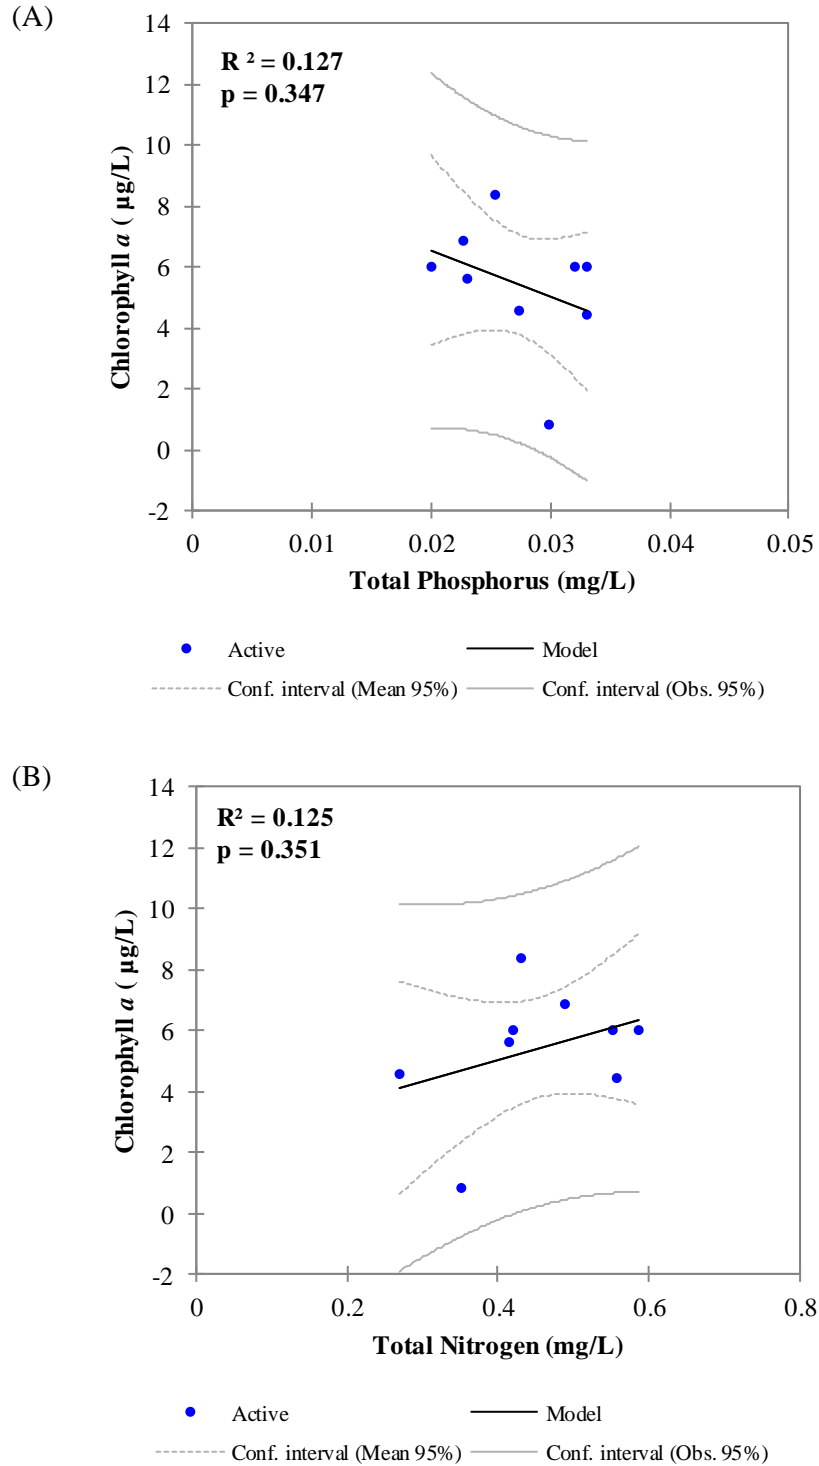 (A)
R ² = 0.127
p = 0.347
14
12
10
8
6
4
2
0
-2
Chlorophyll a ( µg/L)
0 0.01 0.02 0.03 0.04 0.05
Total Phosphorus (mg/L)
Active Model
Conf. interval (Mean 95%) Conf. interval (Obs. 95%)
(B)
R² = 0.125
p = 0.351
14
12
10
8
6
4
2
0
-2
Chlorophyll a ( µg/L)
0 0.2 0.4 0.6 0.8
Total Nitrogen (mg/L)
Active Model
Conf. interval (Mean 95%) Conf. interval (Obs. 95%)